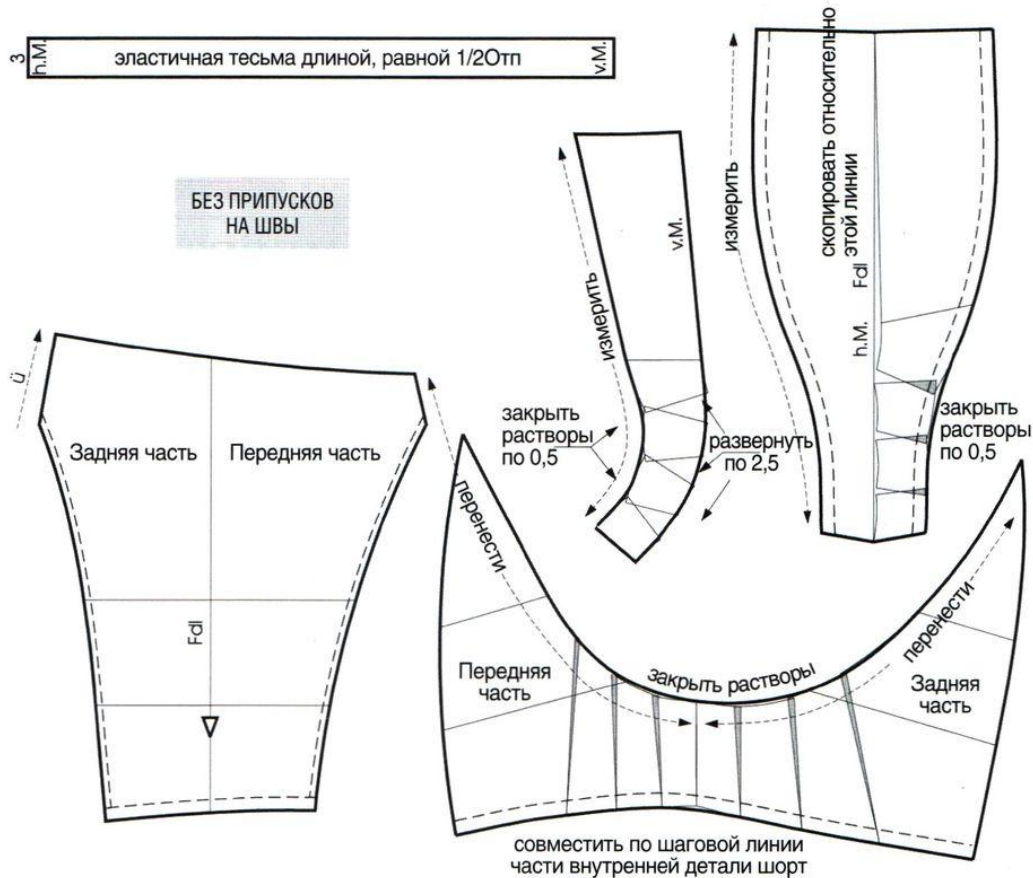 3
h.M.
эластичная тесьма длиной, равной 1/2Отп
v.M.
БЕЗ ПРИПУСКОВ
НА ШВЫ
измерить
v.M.
закрыть
растворы
по 0,5
развернуть
по 2,5
измерить
скопировать относительно
этой линии
h.M.
Fdl
закрыть
растворы
по 0,5
ü
Задняя часть
Передняя часть
Fdl
перенести
Передняя
часть
закрыть растворы
перенести
Задняя
часть
совместить по шаговой линии
части внутренней детали шорт